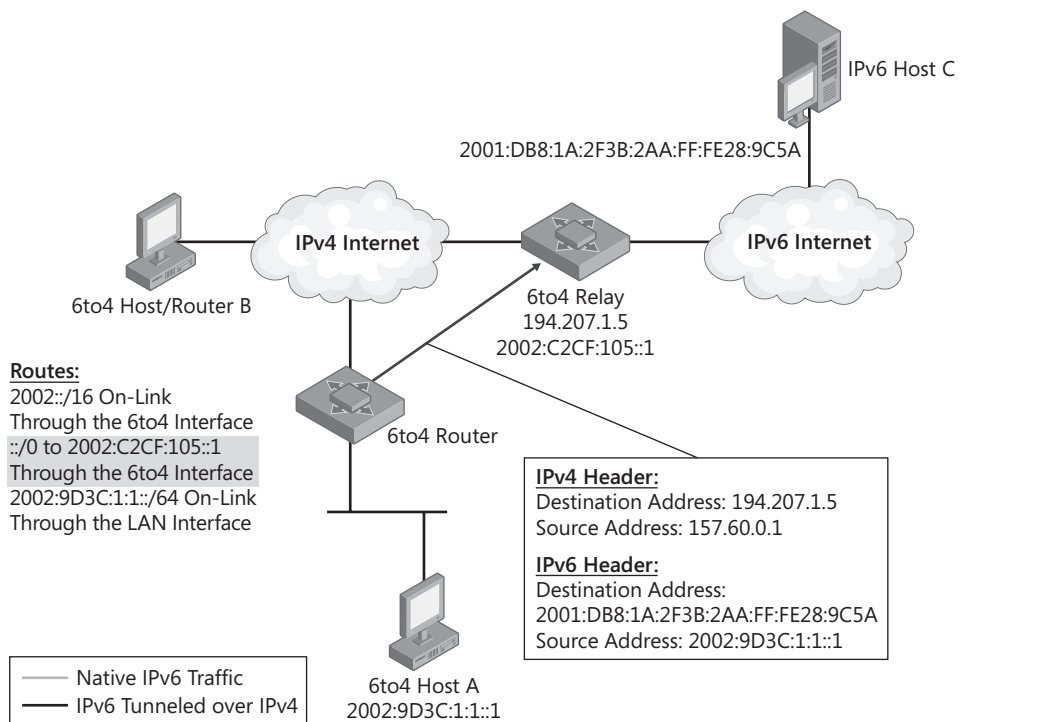 IPv6 Host C
2001:DB8:1A:2F3B:2AA:FF:FE28:9C5A
IPv4 Internet
IPv6 Internet
6to4 Host/Router B
6to4 Relay
194.207.1.5
2002:C2CF:105::1
Routes:
2002::/16 On-Link
Through the 6to4 Interface
::/0 to 2002:C2CF:105::1
Through the 6to4 Interface
2002:9D3C:1:1::/64 On-Link
Through the LAN Interface
6to4 Router
IPv4 Header:
Destination Address: 194.207.1.5
Source Address: 157.60.0.1
IPv6 Header:
Destination Address:
2001:DB8:1A:2F3B:2AA:FF:FE28:9C5A
Source Address: 2002:9D3C:1:1::1
Native IPv6 Traffic
IPv6 Tunneled over IPv4
6to4 Host A
2002:9D3C:1:1::1